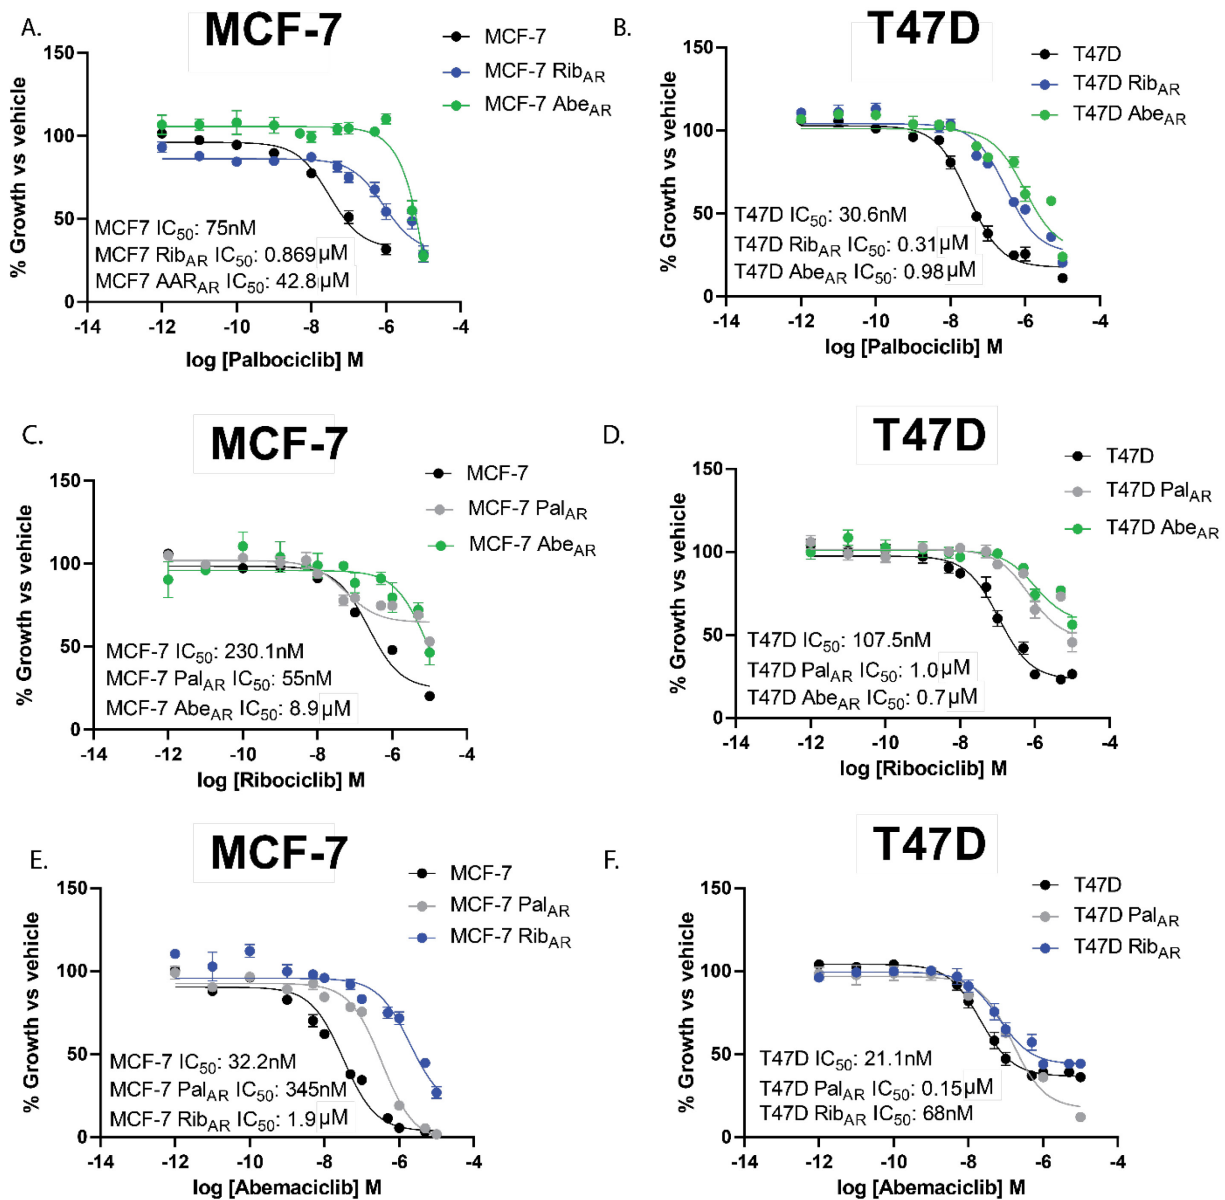 A.
MCF-7
MCF-7
MCF-7 RibAR
MCF-7 AbeAR
150
100
50
0
% Growth vs vehicle
MCF7 IC50: 75nM
MCF7 RibAR IC50: 0.869µM
MCF7 AARAR IC50: 42.8µM
-14 -12 -10 -8 -6 -4
log [Palbociclib] M
B.
T47D
T47D
T47D RibAR
T47D AbeAR
150
100
50
0
% Growth vs vehicle
T47D IC50: 30.6nM
T47D RibAR IC50: 0.31µM
T47D AbeAR IC50: 0.98µM
-14 -12 -10 -8 -6 -4
log [Palbociclib] M
C.
MCF-7
MCF-7
MCF-7 PalAR
MCF-7 AbeAR
150
100
50
0
% Growth vs vehicle
MCF-7 IC50: 230.1nM
MCF-7 PalAR IC50: 55nM
MCF-7 AbeAR IC50: 8.9µM
-14 -12 -10 -8 -6 -4
log [Ribociclib] M
D.
T47D
T47D
T47D PalAR
T47D AbeAR
150
100
50
0
% Growth vs vehicle
T47D IC50: 107.5nM
T47D PalAR IC50: 1.0µM
T47D AbeAR IC50: 0.7µM
-14 -12 -10 -8 -6 -4
log [Ribociclib] M
E.
MCF-7
MCF-7
MCF-7 PalAR
MCF-7 RibAR
150
100
50
0
% Growth vs vehicle
MCF-7 IC50: 32.2nM
MCF-7 PalAR IC50: 345nM
MCF-7 RibAR IC50: 1.9µM
-14 -12 -10 -8 -6 -4
log [Abemaciclib] M
F.
T47D
T47D
T47D PalAR
T47D RibAR
150
100
50
0
% Growth vs vehicle
T47D IC50: 21.1nM
T47D PalAR IC50: 0.15µM
T47D RibAR IC50: 68nM
-14 -12 -10 -8 -6 -4
log [Abemaciclib] M